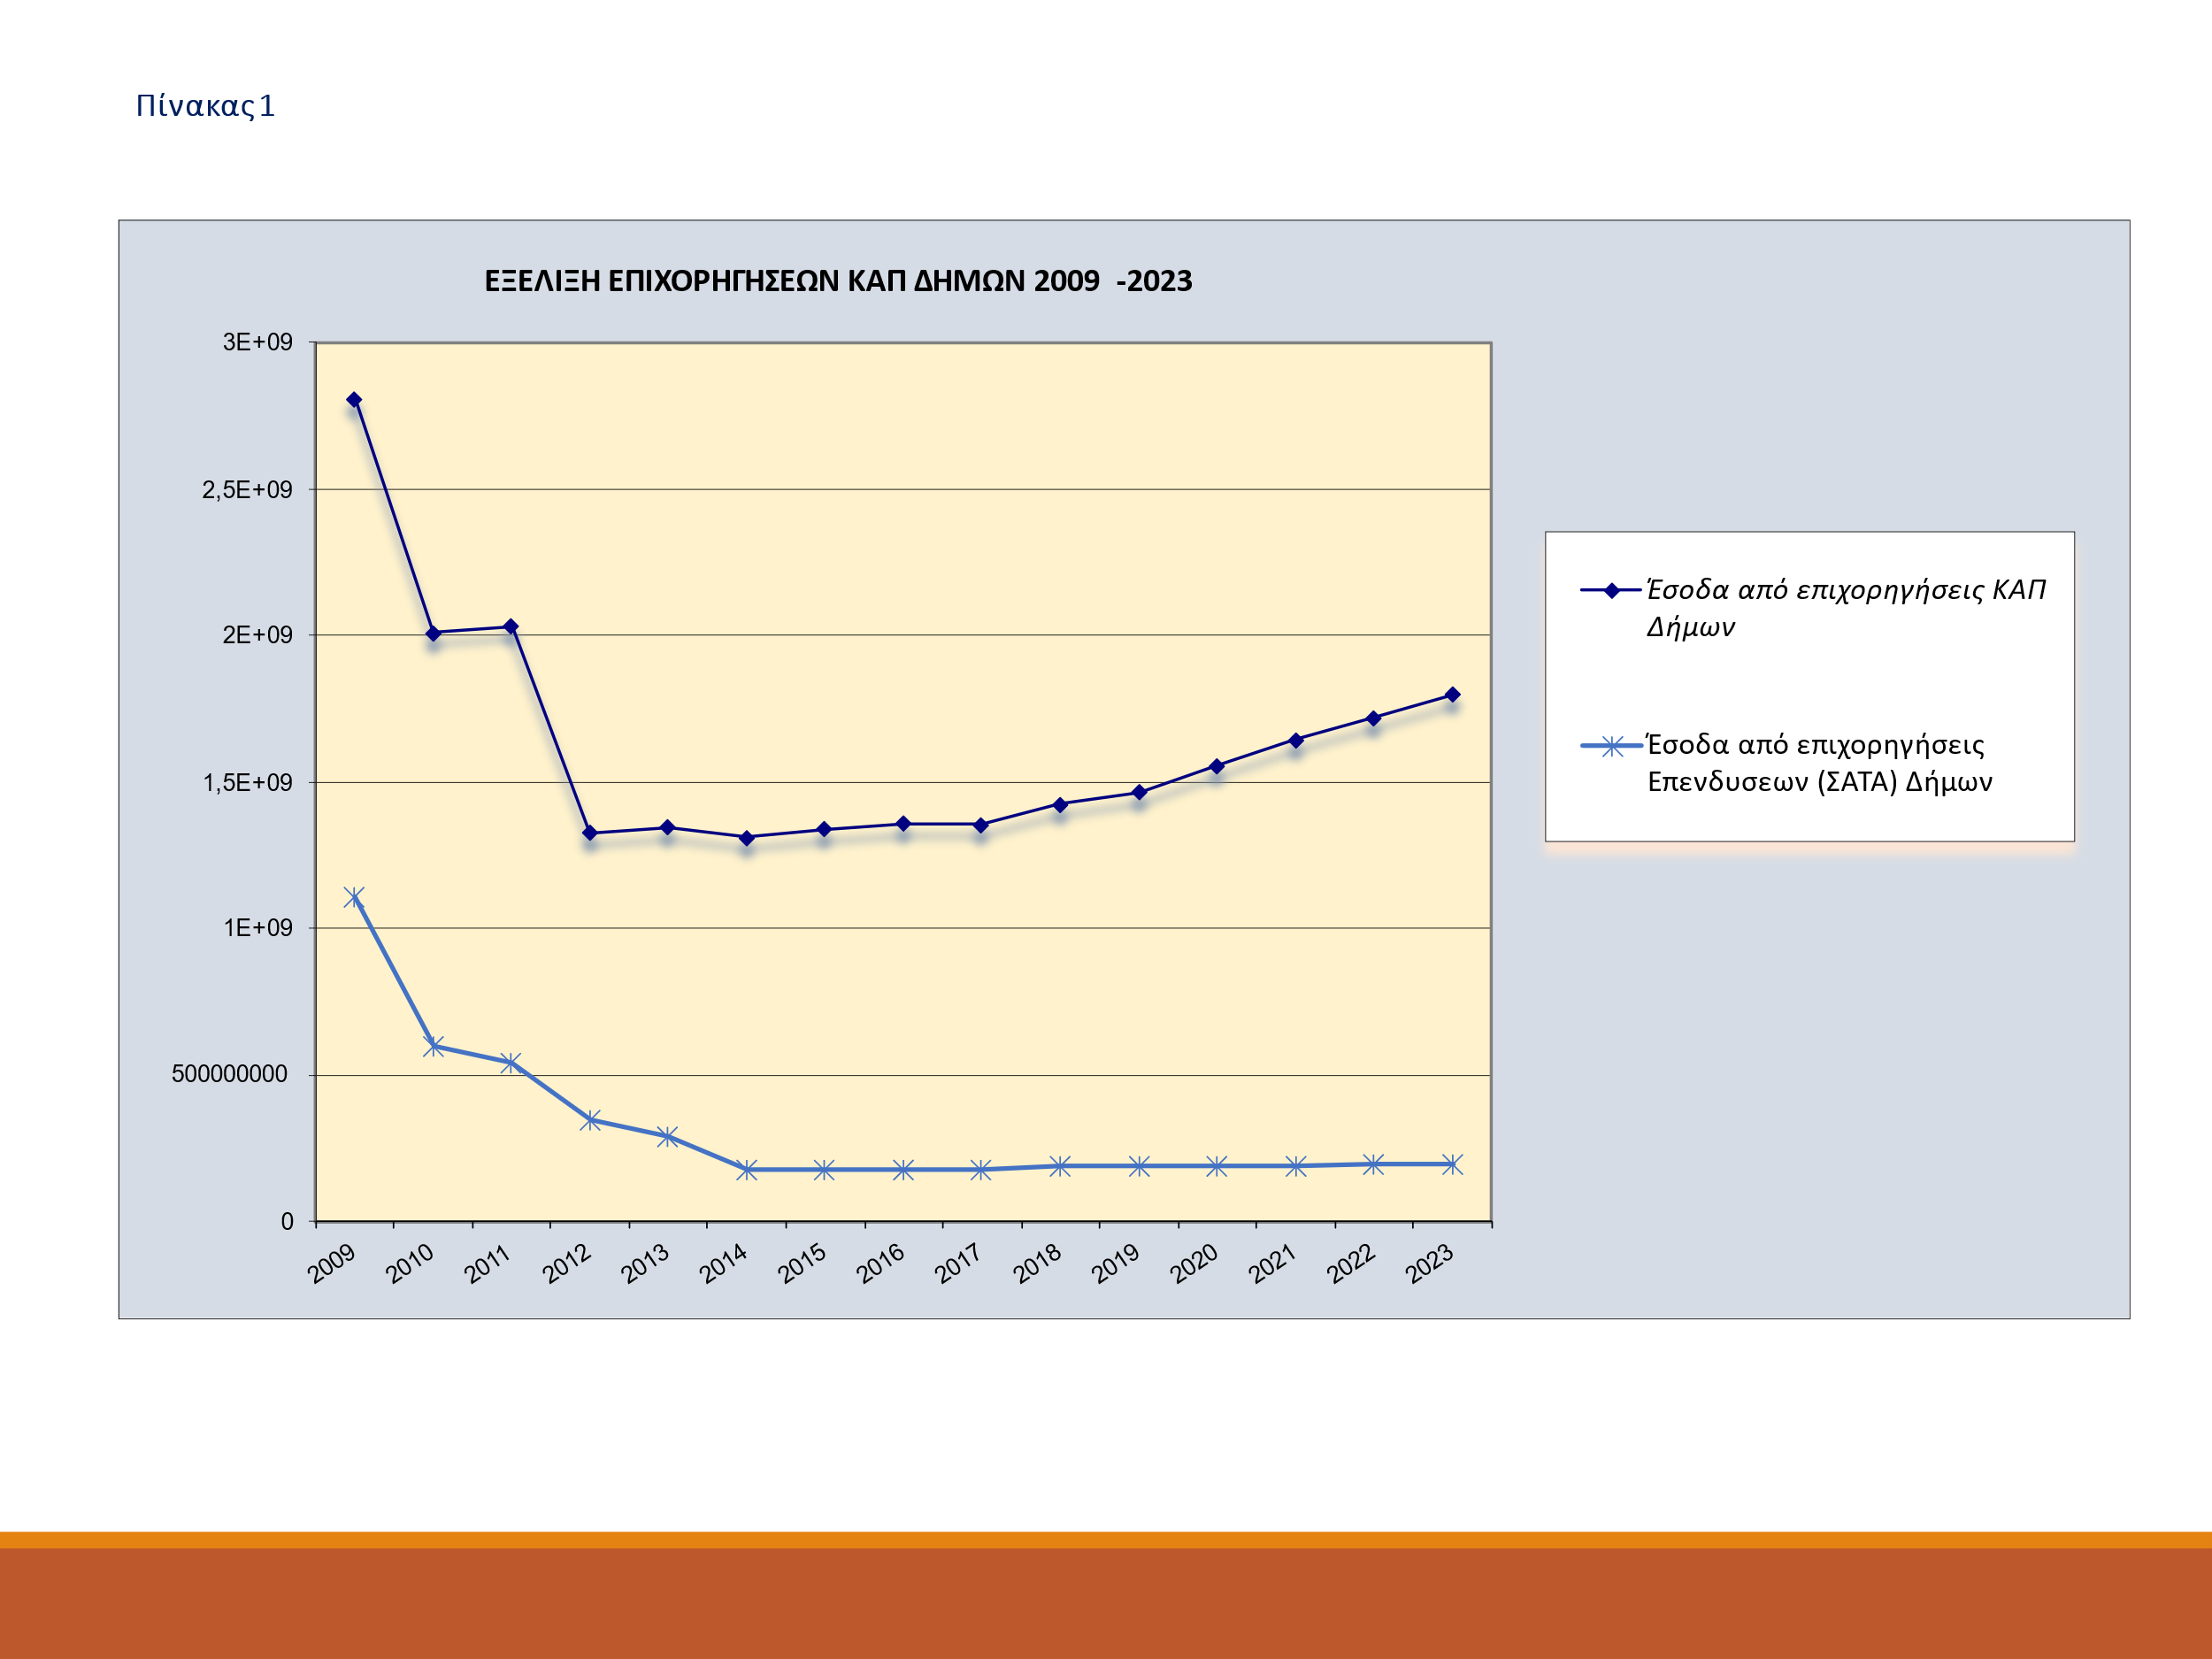 Πίνακας 1
ΕΞΕΛΙΞΗ ΕΠΙΧΟΡΗΓΗΣΕΩΝ ΚΑΠ ΔΗΜΩΝ 2009 -2023
3E+09
2,5E+09
2E+09
1,5E+09
1E+09
500000000
0
2009 2010 2011 2012 2013 2014 2015 2016 2017 2018 2019 2020 2021 2022 2023
Έσοδα από επιχορηγήσεις ΚΑΠ
Δήμων
Έσοδα από επιχορηγήσεις
Επενδυσεων (ΣΑΤΑ) Δήμων